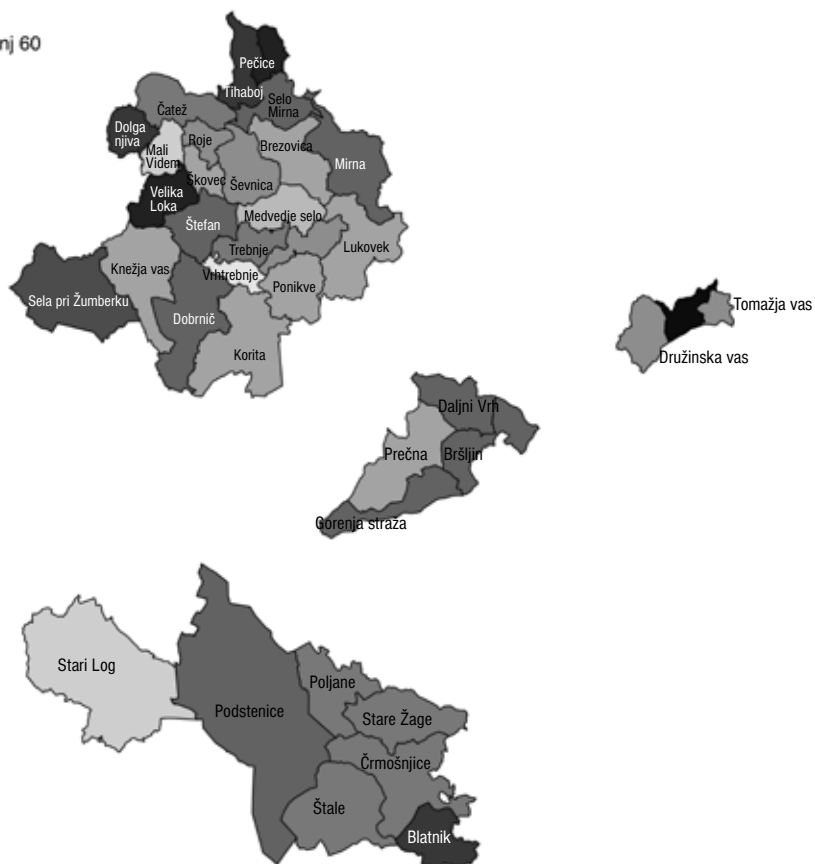 nj 60
Pečice
Tihaboj
Selo
Mirna
Čatež
Dolga
njiva
Roje
Brezovica
Mali
Videm
Mirna
Škovec
Ševnica
Velika
Loka
Medvedje selo
Štefan
Lukovek
Trebnje
Knežja vas
Vrhtrebnje
Ponikve
Sela pri Žumberku
Dobrnič
Korita
Tomažja vas
Družinska vas
Daljni Vrh
Prečna
Bršljin
Gorenja straža
Stari Log
Poljane
Podstenice
Stare Žage
Črmošnjice
Štale
Blatnik